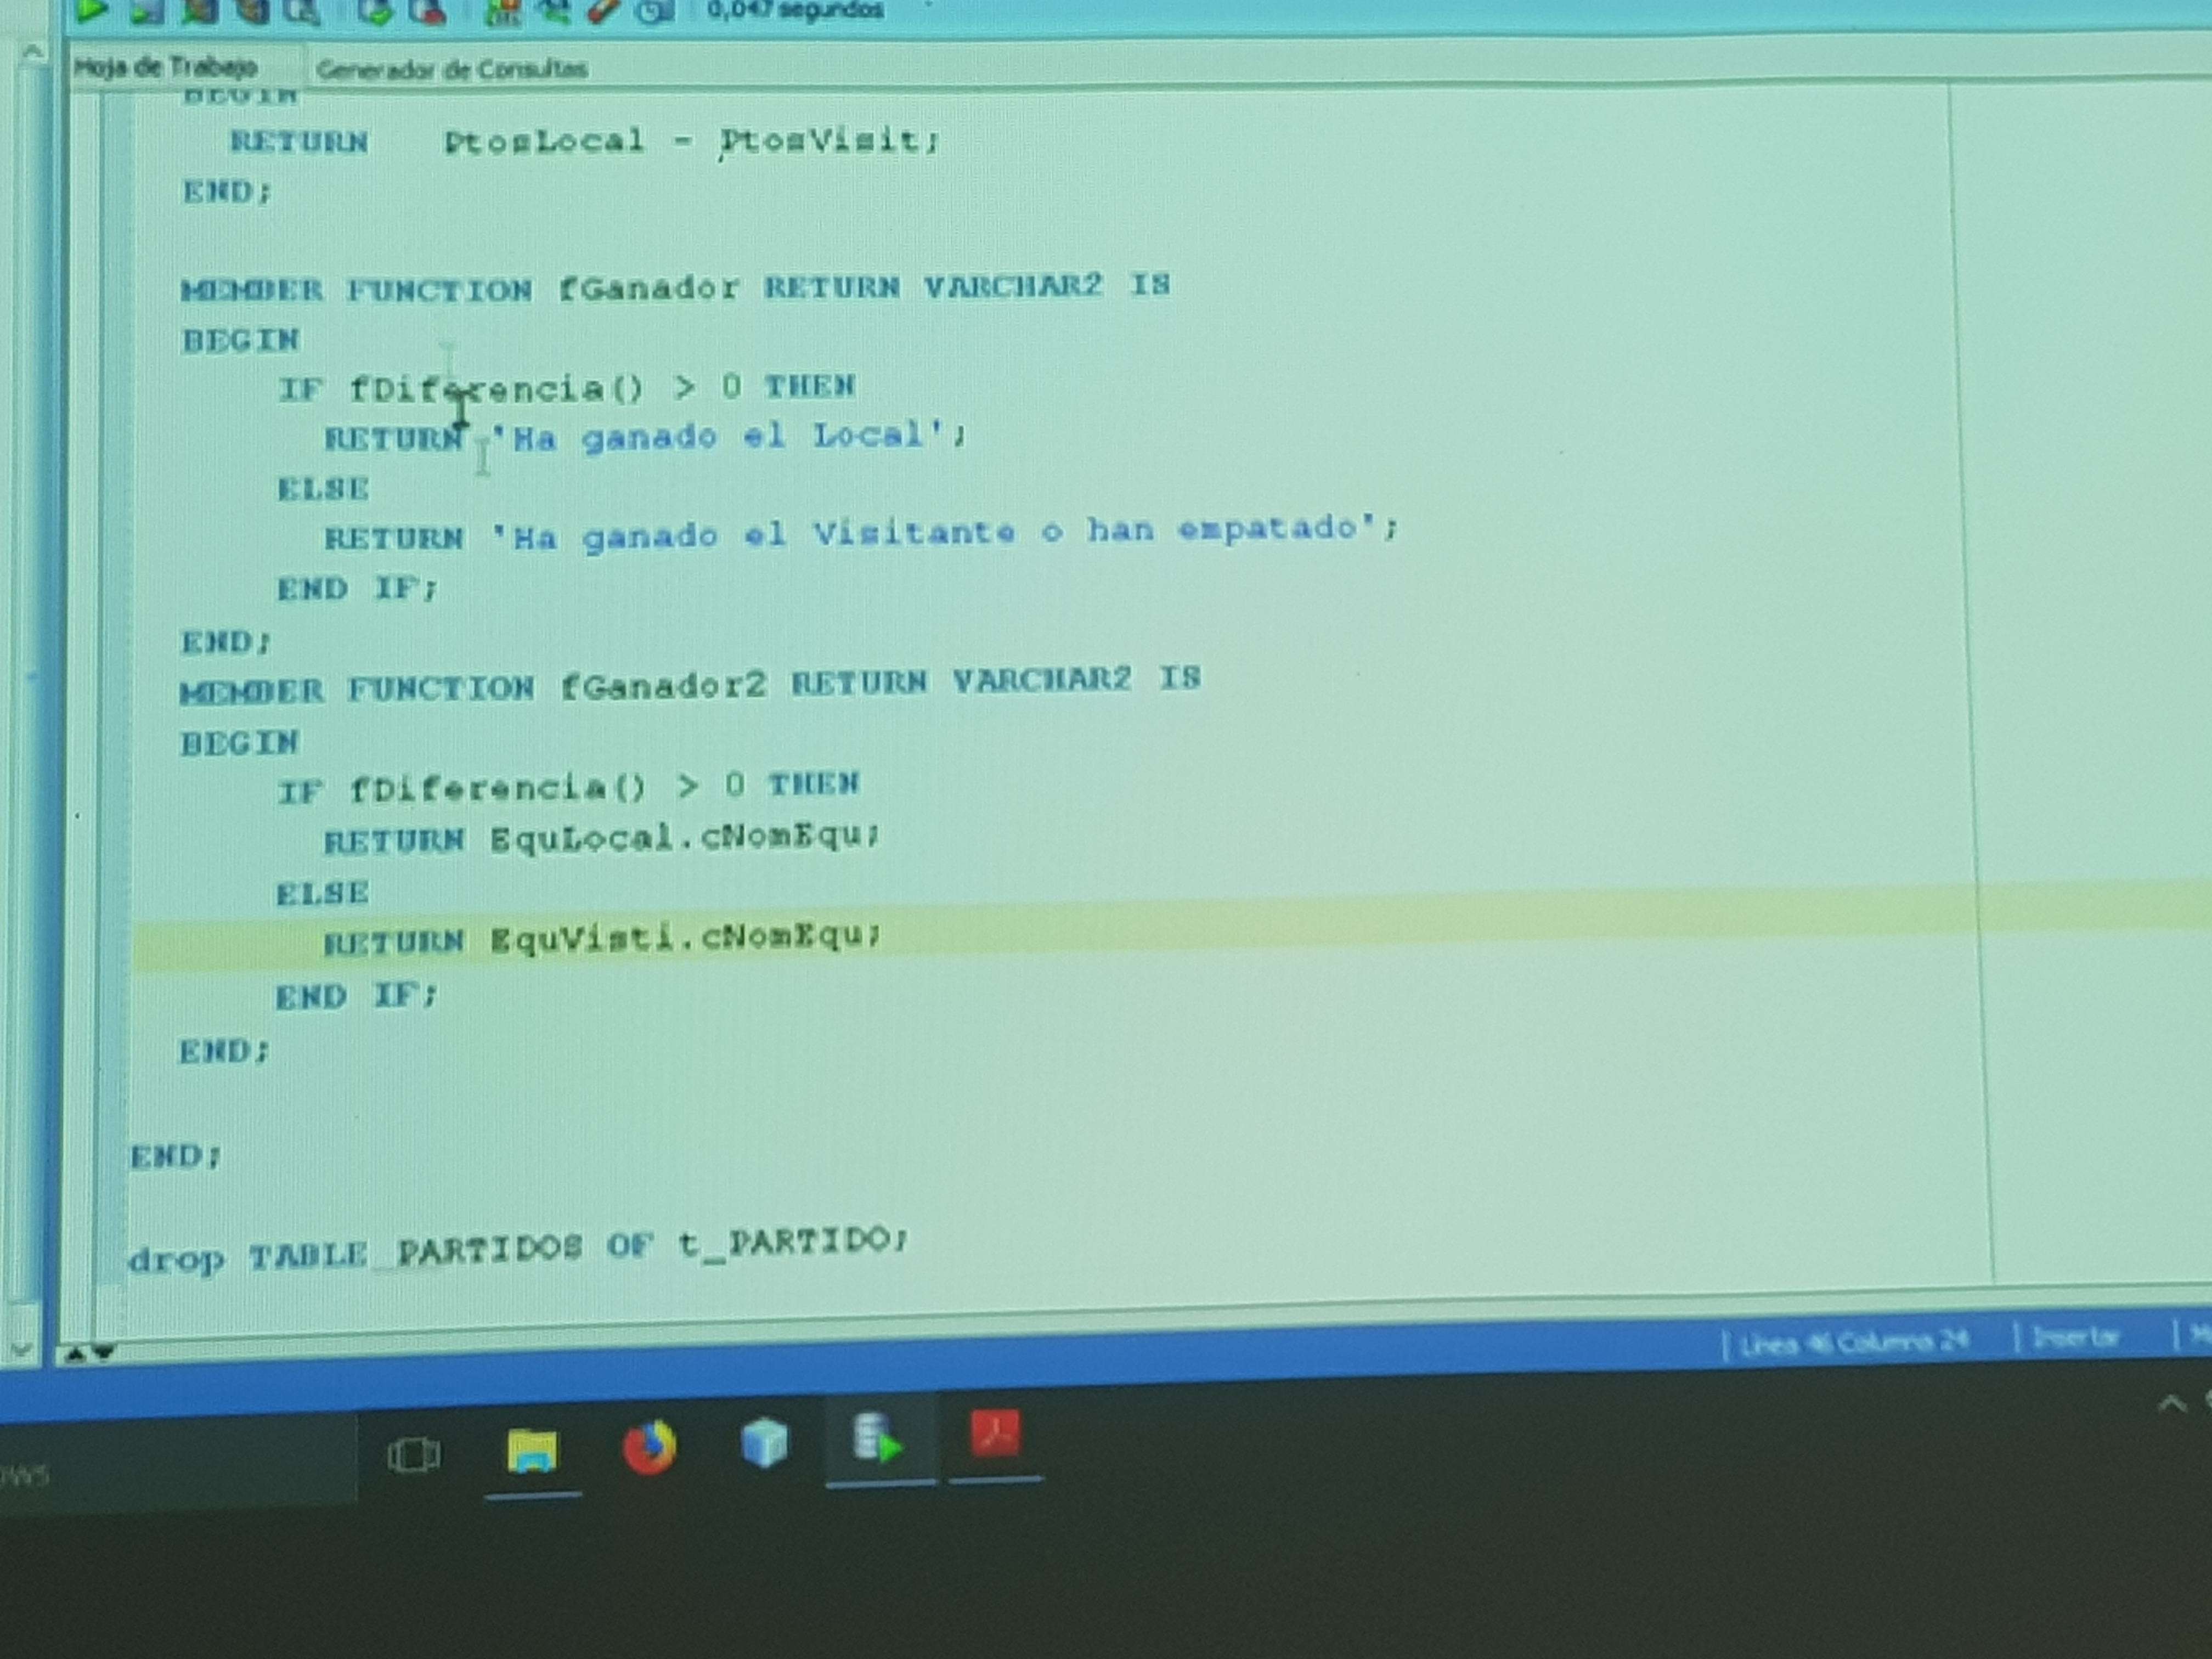 0,047 segundos
Hoja de Trabajo Generador de Consultas
BEGIN
RETURN PtosLocal - PtosVisit;
END;
MEMBER FUNCTION fGanador RETURN VARCHAR2 IS
BEGIN
IF fDiferencia() > 0 THEN
RETURN 'Ha ganado el Local';
ELSE
RETURN 'Ha ganado el Visitante o han empatado';
END IF;
END;
MEMBER FUNCTION fGanador2 RETURN VARCHAR2 IS
BEGIN
IF fDiferencia() > 0 THEN
RETURN EquLocal.cNomEqu;
ELSE
RETURN EquVisti.cNomEqu;
END IF;
END;
END;
drop TABLE PARTIDOS OF t_PARTIDO;
Línea 46 Columna 24 | Insertar